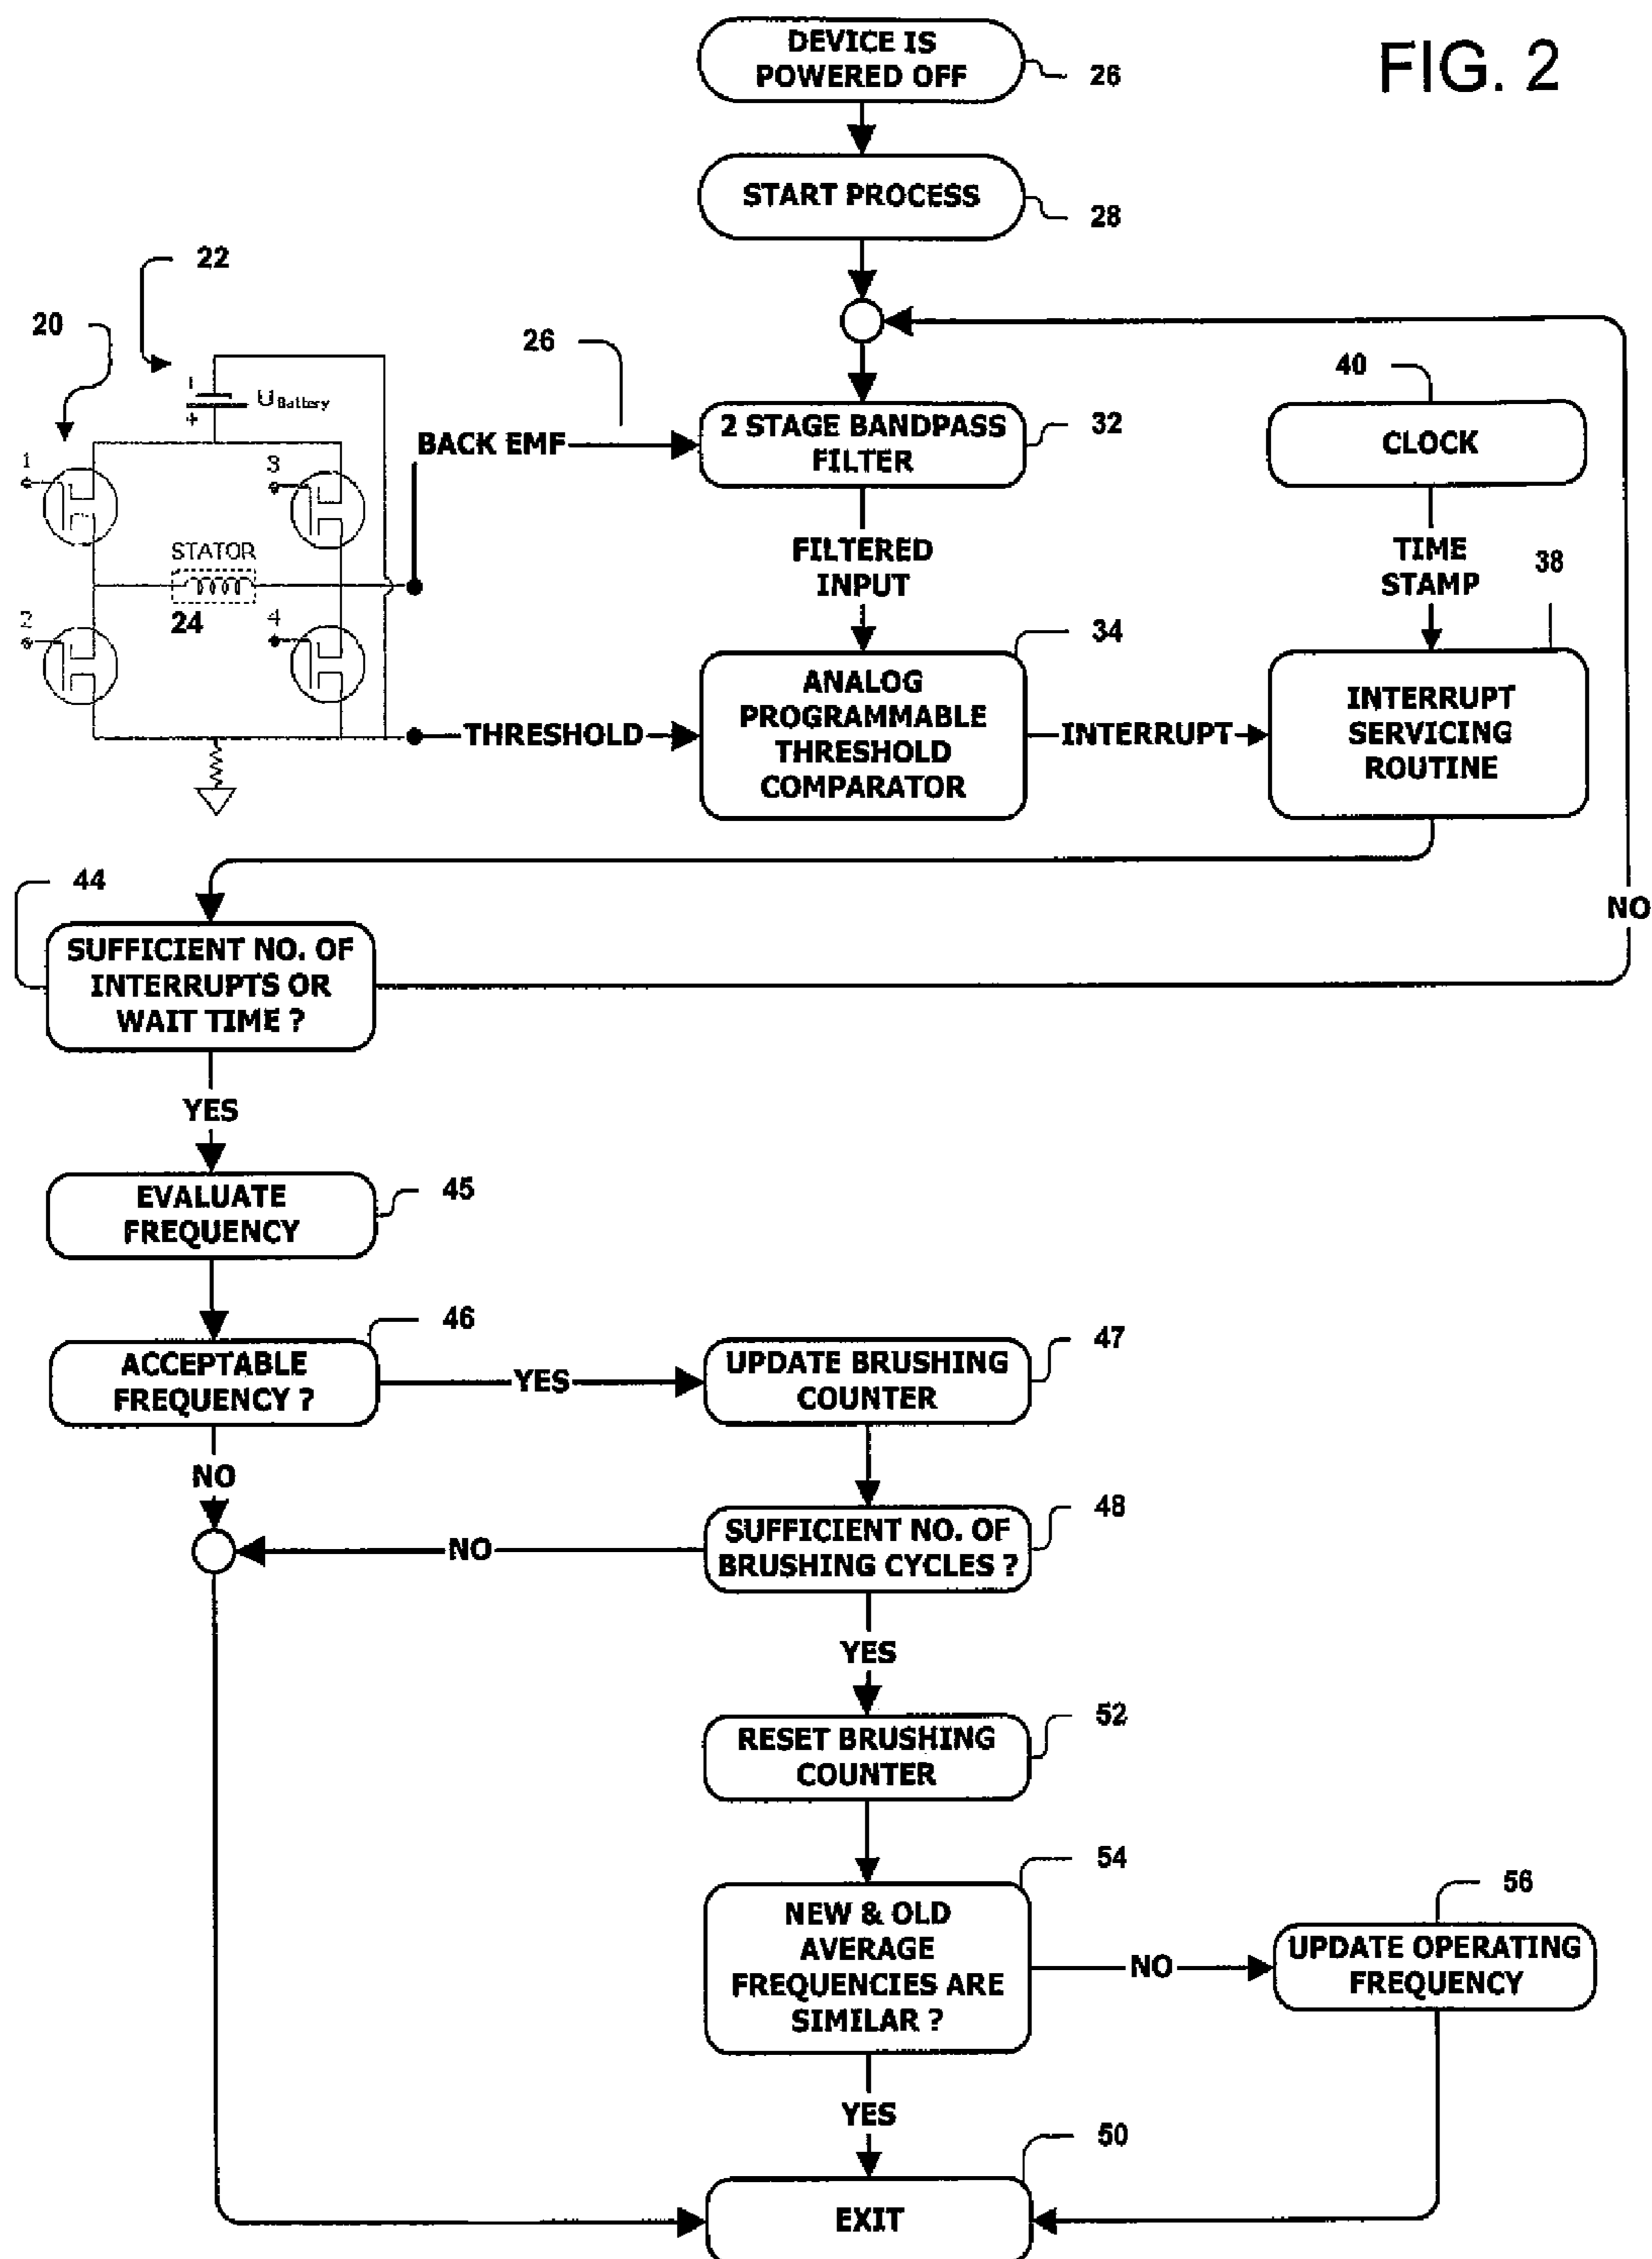 FIG. 2
DEVICE IS
POWERED OFF
26
START PROCESS
28
22
20
UBattery
+
1
3
STATOR
24
2
4
26
BACK EMF
2 STAGE BANDPASS
FILTER
32
40
CLOCK
FILTERED
INPUT
TIME
STAMP
38
34
THRESHOLD
ANALOG
PROGRAMMABLE
THRESHOLD
COMPARATOR
INTERRUPT
INTERRUPT
SERVICING
ROUTINE
NO
44
SUFFICIENT NO. OF
INTERRUPTS OR
WAIT TIME ?
YES
EVALUATE
FREQUENCY
45
46
ACCEPTABLE
FREQUENCY ?
YES
UPDATE BRUSHING
COUNTER
47
NO
NO
SUFFICIENT NO. OF
BRUSHING CYCLES ?
48
YES
RESET BRUSHING
COUNTER
52
54
NEW & OLD
AVERAGE
FREQUENCIES ARE
SIMILAR ?
NO
56
UPDATE OPERATING
FREQUENCY
YES
50
EXIT